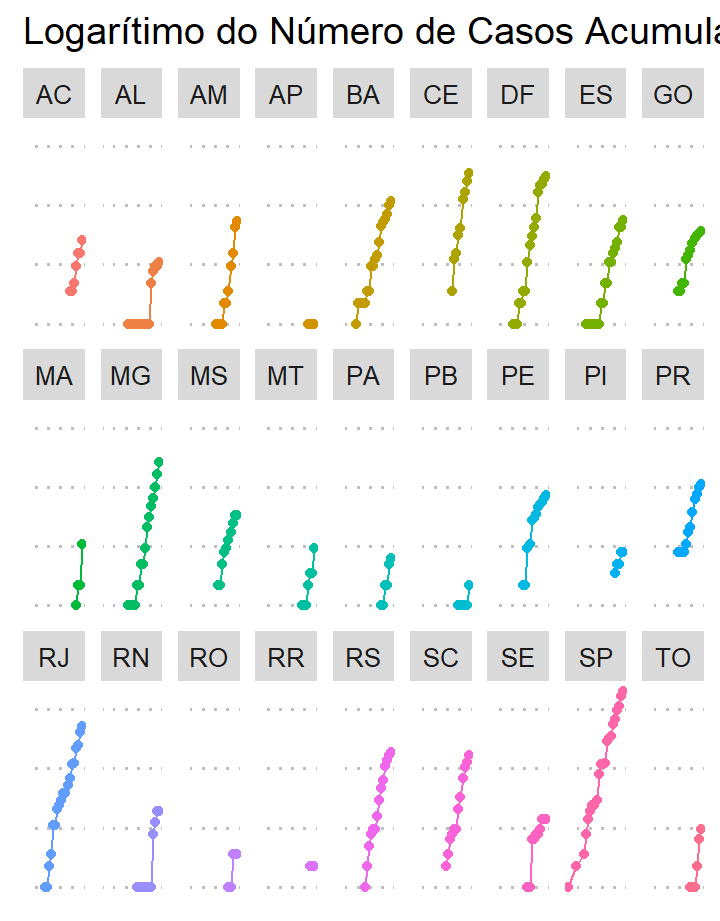 Logarítimo do Número de Casos
AC AL AM AP BA CE DF ES GO
MA MG MS MT PA PB PE PI PR
RJ RN RO RR RS SC SE SP TO